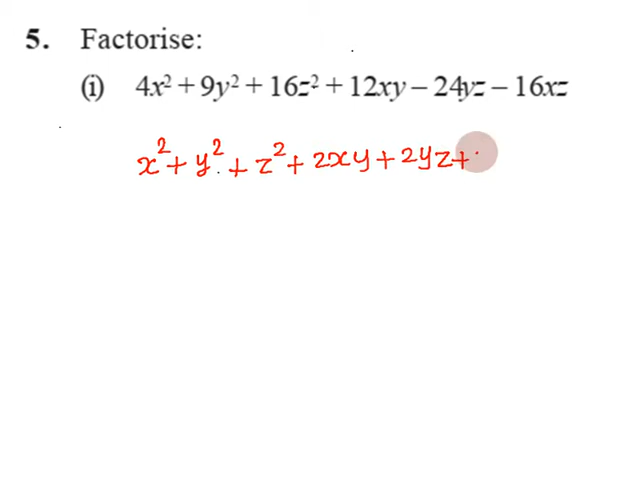 5. Factorise:
(i) 4x² + 9y² + 16z² + 12xy – 24yz – 16xz
x² + y² + z² + 2xy + 2yz +